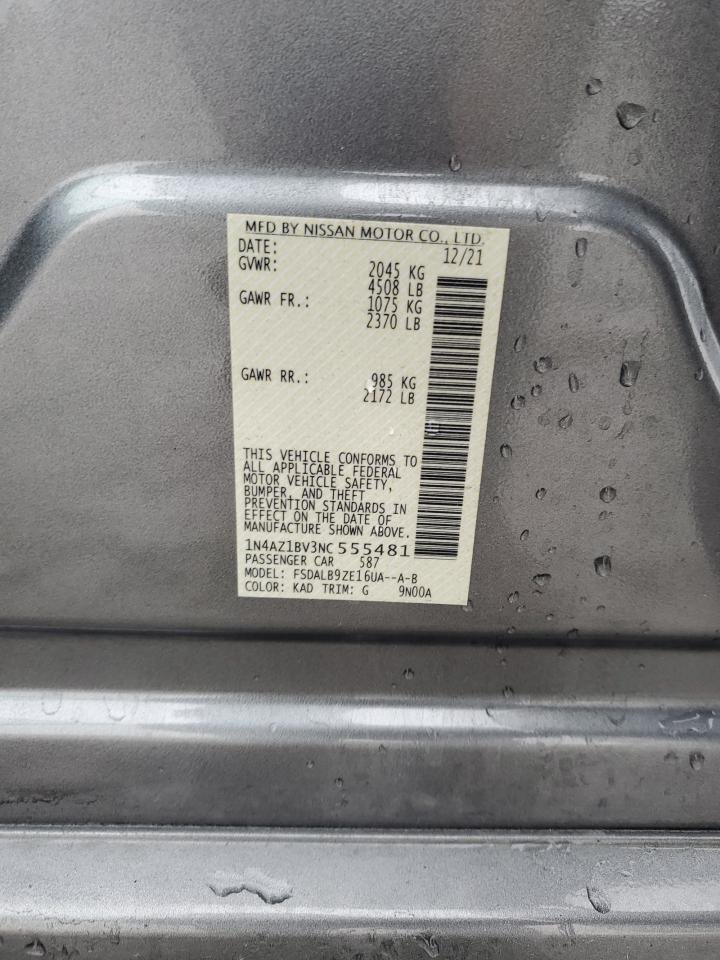 MFD BY NISSAN MOTOR CO., LTD.
DATE: 12/21
GVWR: 2045 KG
4508 LB
GAWR FR.: 1075 KG
2370 LB
GAWR RR.: 985 KG
2172 LB
THIS VEHICLE CONFORMS TO
ALL APPLICABLE FEDERAL
MOTOR VEHICLE SAFETY,
BUMPER, AND THEFT
PREVENTION STANDARDS IN
EFFECT ON THE DATE OF
MANUFACTURE SHOWN ABOVE.
1N4AZ1BV3NC 555481
PASSENGER CAR 587
MODEL: FSDALB9ZE16UA--A-B
COLOR: KAD TRIM: G 9N00A